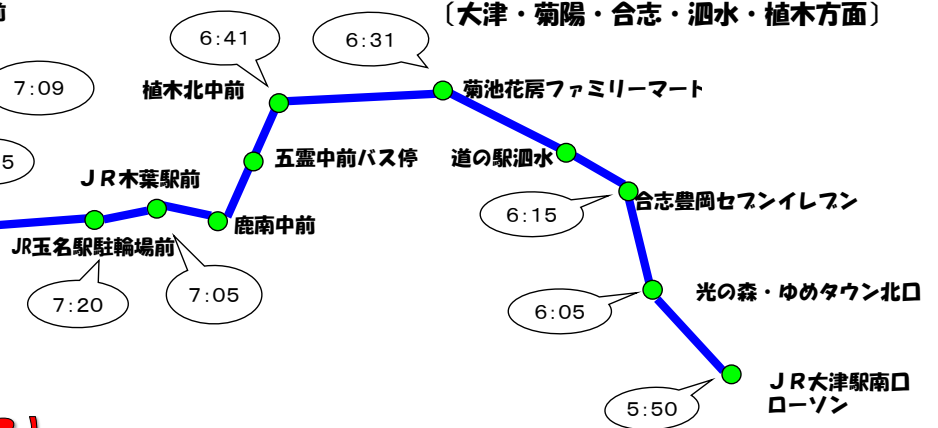 前
〔大津・菊陽・合志・泗水・植木方面〕
6:41
6:31
7:09
植木北中前
菊池花房ファミリーマート
5
五霊中前バス停
道の駅泗水
JR木葉駅前
合志豊岡セブンイレブン
6:15
鹿南中前
JR玉名駅駐輪場前
7:20
7:05
光の森・ゆめタウン北口
6:05
JR大津駅南口
ローソン
5:50